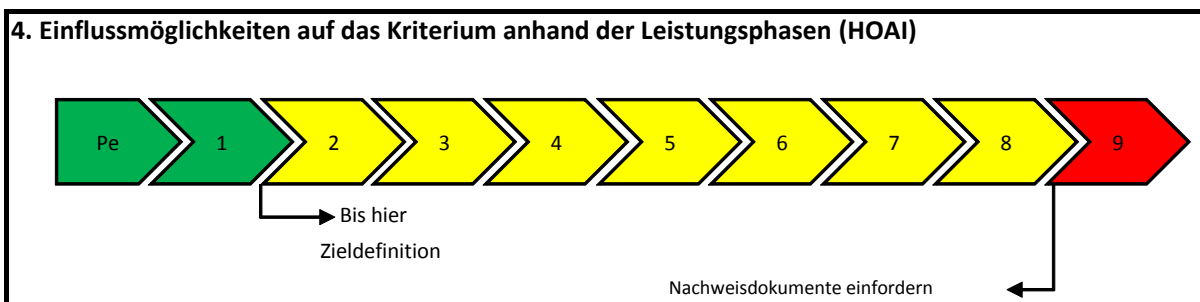 4. Einflussmöglichkeiten auf das Kriterium anhand der Leistungsphasen (HOAI)
Pe 1 2 3 4 5 6 7 8 9
Bis hier
Zieldefinition
Nachweisdokumente einfordern